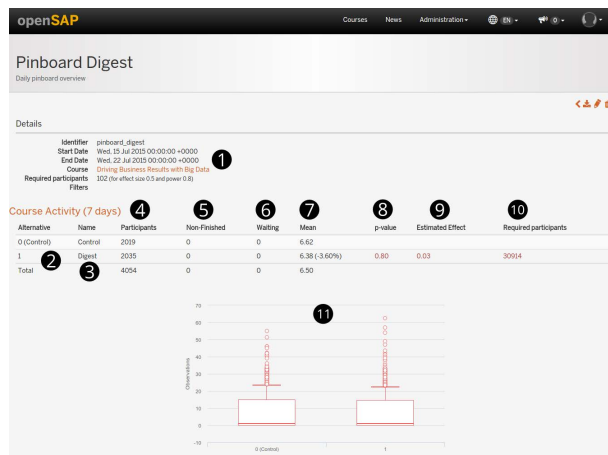 openSAP
Courses News Administration EN 0
Pinboard Digest
Daily pinboard overview
Details
Identifier pinboard_digest
Start Date Wed, 15 Jul 2015 00:00:00 +0000
End Date Wed, 22 Jul 2015 00:00:00 +0000
1
Course Driving Business Results with Big Data
Required participants 102 (for effect size 0.5 and power 0.8)
Filters
Course Activity (7 days)
4 5 6 7 8 9 10
Alternative Name Participants Non-Finished Waiting Mean p-value Estimated Effect Required participants
0 (Control) Control 2019 0 0 6.62
1 2 Digest 2035 0 0 6.38 (-3.60%) 0.80 0.03 30914
Total 3 4054 0 0 6.50
11
70
60
50
40
30
20
10
0
-10
Observations
0 (Control) 1